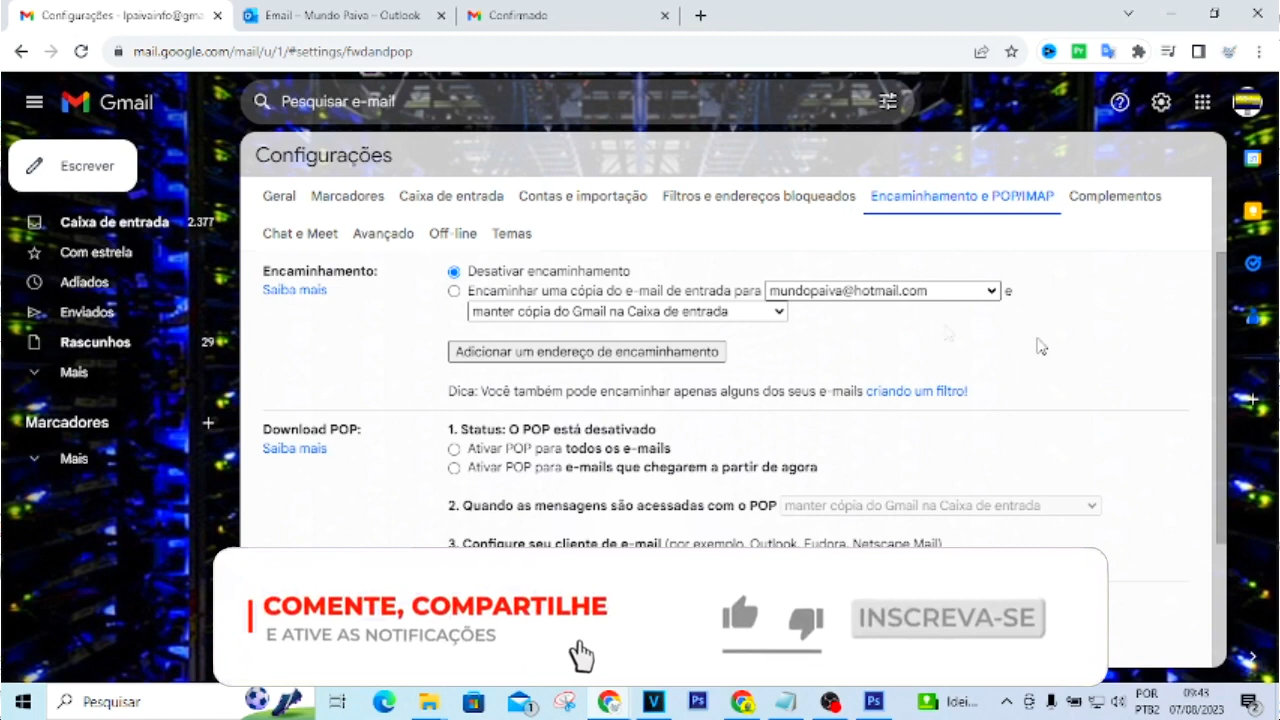 Configurações - lpaivainfo@gma
Email – Mundo Paiva – Outlook
Confirmado
mail.google.com/mail/u/1/#settings/fwdandpop
Gmail
Pesquisar e-mail
Escrever
Configurações
Geral Marcadores Caixa de entrada Contas e importação Filtros e endereços bloqueados Encaminhamento e POP/IMAP Complementos
Chat e Meet Avançado Off-line Temas
Caixa de entrada 2.377
Com estrela
Adiados
Enviados
Rascunhos 29
Mais
Marcadores
Mais
Encaminhamento:
Saiba mais
Desativar encaminhamento
Encaminhar uma cópia do e-mail de entrada para mundopaiva@hotmail.com e
manter cópia do Gmail na Caixa de entrada
Adicionar um endereço de encaminhamento
Dica: Você também pode encaminhar apenas alguns dos seus e-mails criando um filtro!
Download POP:
Saiba mais
1. Status: O POP está desativado
Ativar POP para todos os e-mails
Ativar POP para e-mails que chegarem a partir de agora
2. Quando as mensagens são acessadas com o POP manter cópia do Gmail na Caixa de entrada
3. Configure seu cliente de e-mail (por exemplo, Outlook, Eudora, Netscape Mail)
COMENTE, COMPARTILHE
E ATIVE AS NOTIFICAÇÕES
INSCREVA-SE
Pesquisar
Idei...
POR
PTB2
09:43
07/08/2023